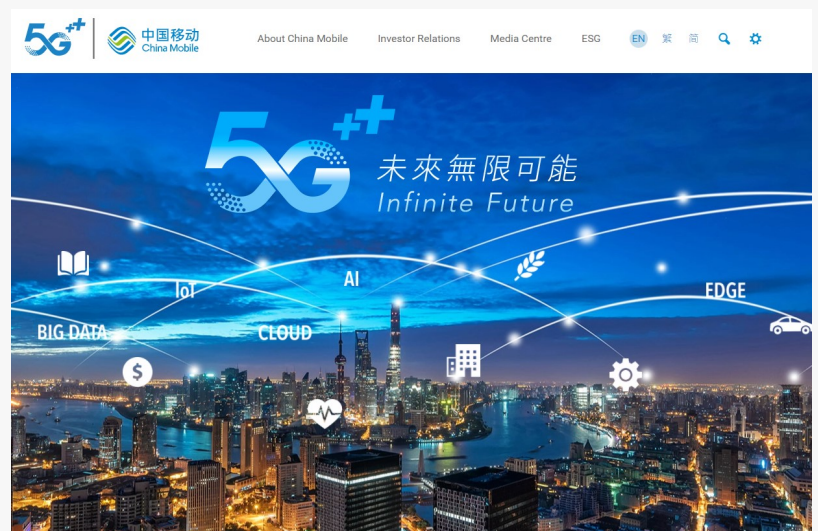 5G++
中国移动
China Mobile
About China Mobile
Investor Relations
Media Centre
ESG
EN
繁
简
5G++
未來無限可能
Infinite Future
AI
IoT
EDGE
BIG DATA
CLOUD
$